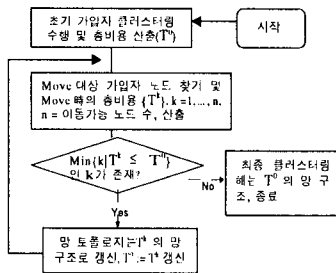 시작
초기 가입자 클러스터링
수행 및 총비용 산출(T⁰)
Move 대상 가입자 노드 찾기 및
Move 時의 총비용 {Tᵏ}, k =1,..., n,
n = 이동가능 노드 수, 산출
Min{k|Tᵏ ≤ T⁰}
인 k가 존재?
No
최종 클러스터링
해는 T⁰의 망 구
조, 종료
Yes
망 토폴로지는 Tᵏ의 망
구조로 갱신, T⁰ := Tᵏ 갱신